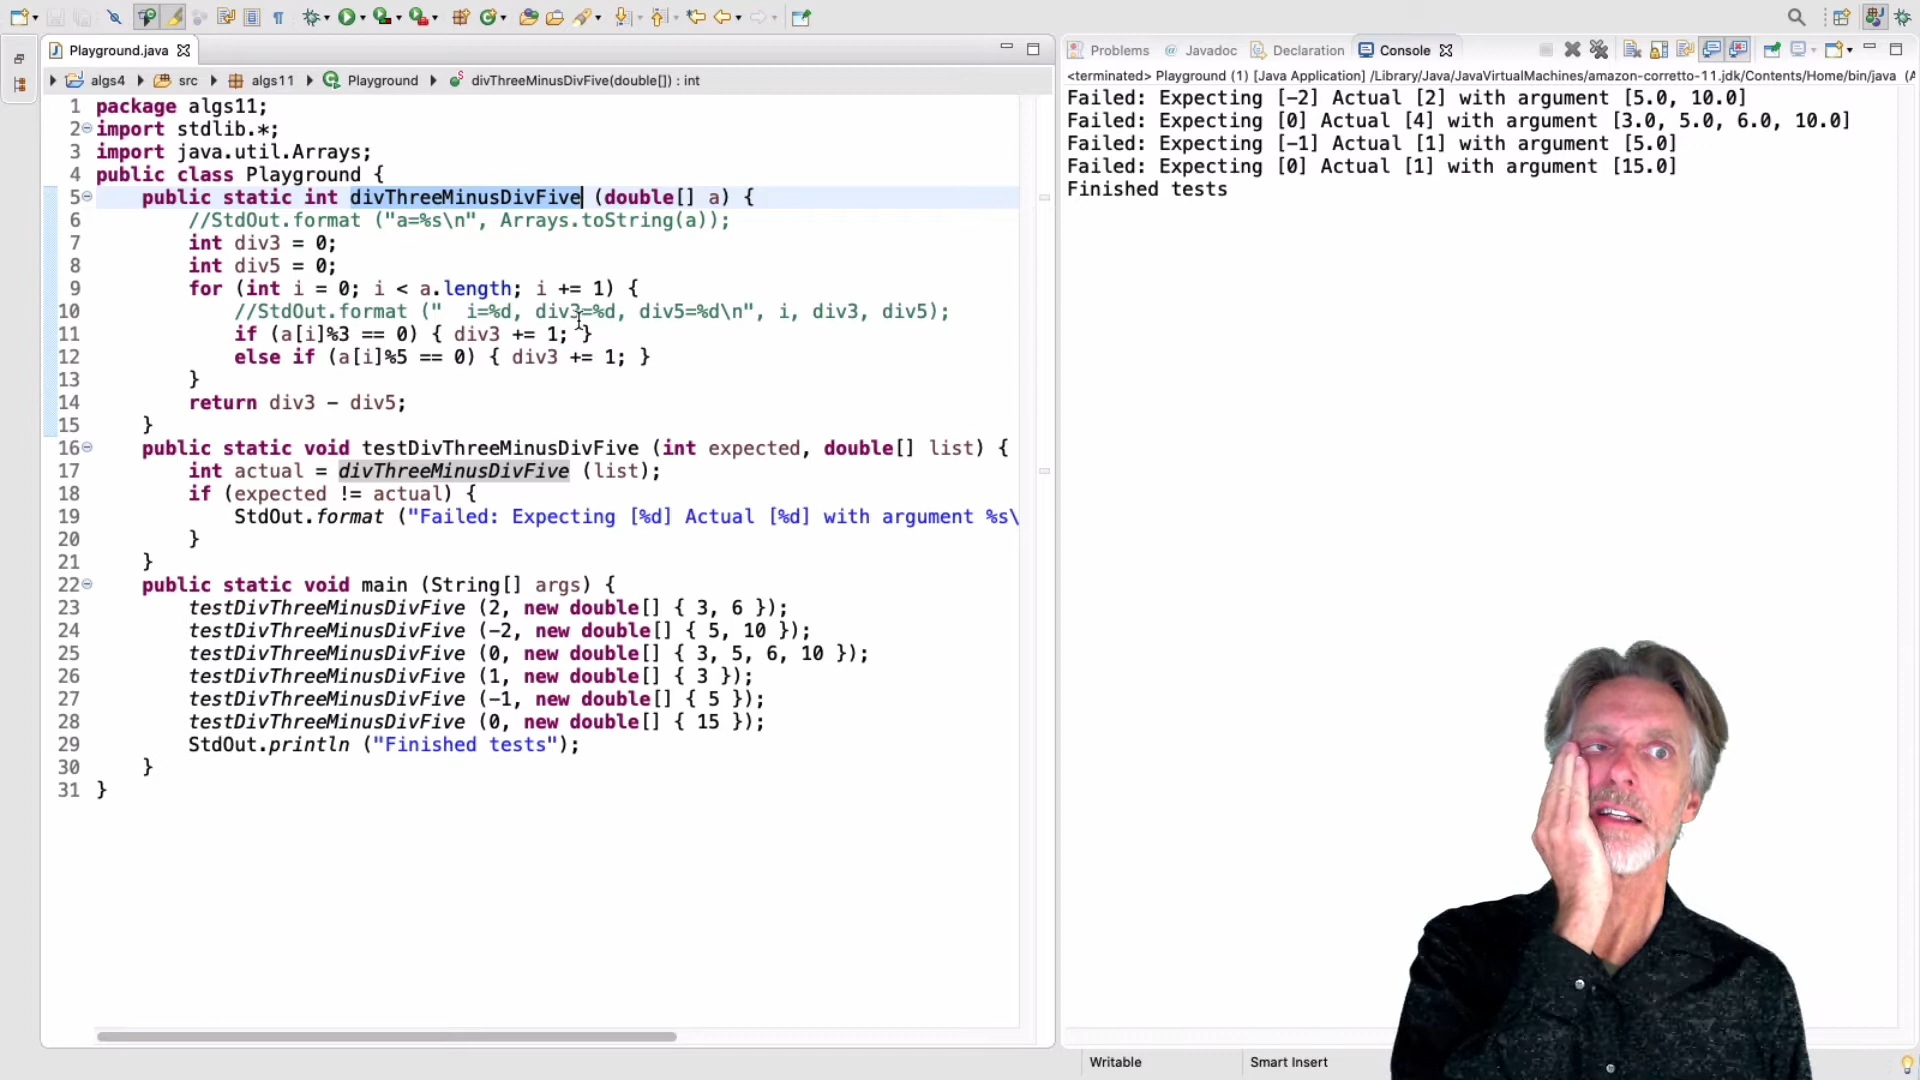 Playground.java
algs4 src algs11 Playground divThreeMinusDivFive(double[]) : int
1 package algs11;
2 import stdlib.*;
3 import java.util.Arrays;
4 public class Playground {
5 public static int divThreeMinusDivFive (double[] a) {
6 //StdOut.format ("a=%s\n", Arrays.toString(a));
7 int div3 = 0;
8 int div5 = 0;
9 for (int i = 0; i < a.length; i += 1) {
10 //StdOut.format ("  i=%d, div3=%d, div5=%d\n", i, div3, div5);
11 if (a[i]%3 == 0) { div3 += 1; }
12 else if (a[i]%5 == 0) { div3 += 1; }
13 }
14 return div3 - div5;
15 }
16 public static void testDivThreeMinusDivFive (int expected, double[] list) {
17 int actual = divThreeMinusDivFive (list);
18 if (expected != actual) {
19 StdOut.format ("Failed: Expecting [%d] Actual [%d] with argument %s\
20 }
21 }
22 public static void main (String[] args) {
23 testDivThreeMinusDivFive (2, new double[] { 3, 6 });
24 testDivThreeMinusDivFive (-2, new double[] { 5, 10 });
25 testDivThreeMinusDivFive (0, new double[] { 3, 5, 6, 10 });
26 testDivThreeMinusDivFive (1, new double[] { 3 });
27 testDivThreeMinusDivFive (-1, new double[] { 5 });
28 testDivThreeMinusDivFive (0, new double[] { 15 });
29 StdOut.println ("Finished tests");
30 }
31 }
Problems Javadoc Declaration Console
<terminated> Playground (1) [Java Application] /Library/Java/JavaVirtualMachines/amazon-corretto-11.jdk/Contents/Home/bin/java (A
Failed: Expecting [-2] Actual [2] with argument [5.0, 10.0]
Failed: Expecting [0] Actual [4] with argument [3.0, 5.0, 6.0, 10.0]
Failed: Expecting [-1] Actual [1] with argument [5.0]
Failed: Expecting [0] Actual [1] with argument [15.0]
Finished tests
Writable Smart Insert